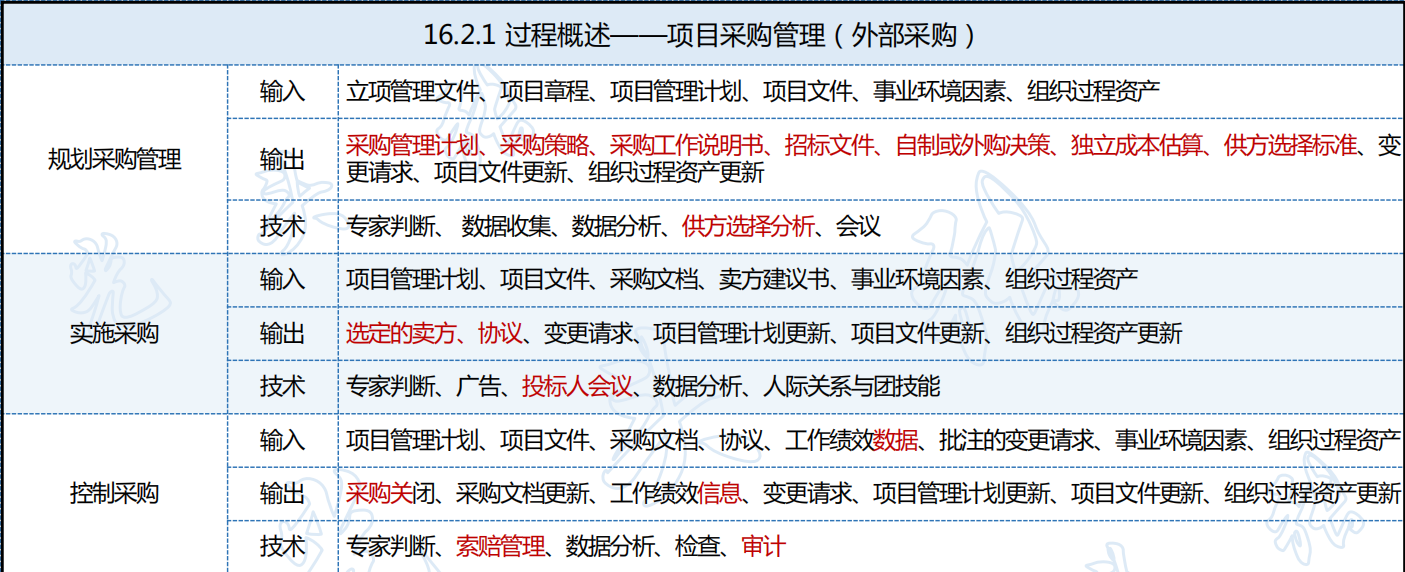 16.2.1 过程概述——项目采购管理（外部采购）
输入
立项管理文件、项目章程、项目管理计划、项目文件、事业环境因素、组织过程资产
规划采购管理
输出
采购管理计划、采购策略、采购工作说明书、招标文件、自制或外购决策、独立成本估算、供方选择标准、变
更请求、项目文件更新、组织过程资产更新
技术
专家判断、 数据收集、数据分析、供方选择分析、会议
输入
项目管理计划、项目文件、采购文档、卖方建议书、事业环境因素、组织过程资产
实施采购
输出
选定的卖方、协议、变更请求、项目管理计划更新、项目文件更新、组织过程资产更新
技术
专家判断、广告、投标人会议、数据分析、人际关系与团技能
输入
项目管理计划、项目文件、采购文档、协议、工作绩效数据、批注的变更请求、事业环境因素、组织过程资产
控制采购
输出
采购关闭、采购文档更新、工作绩效信息、变更请求、项目管理计划更新、项目文件更新、组织过程资产更新
技术
专家判断、索赔管理、数据分析、检查、审计